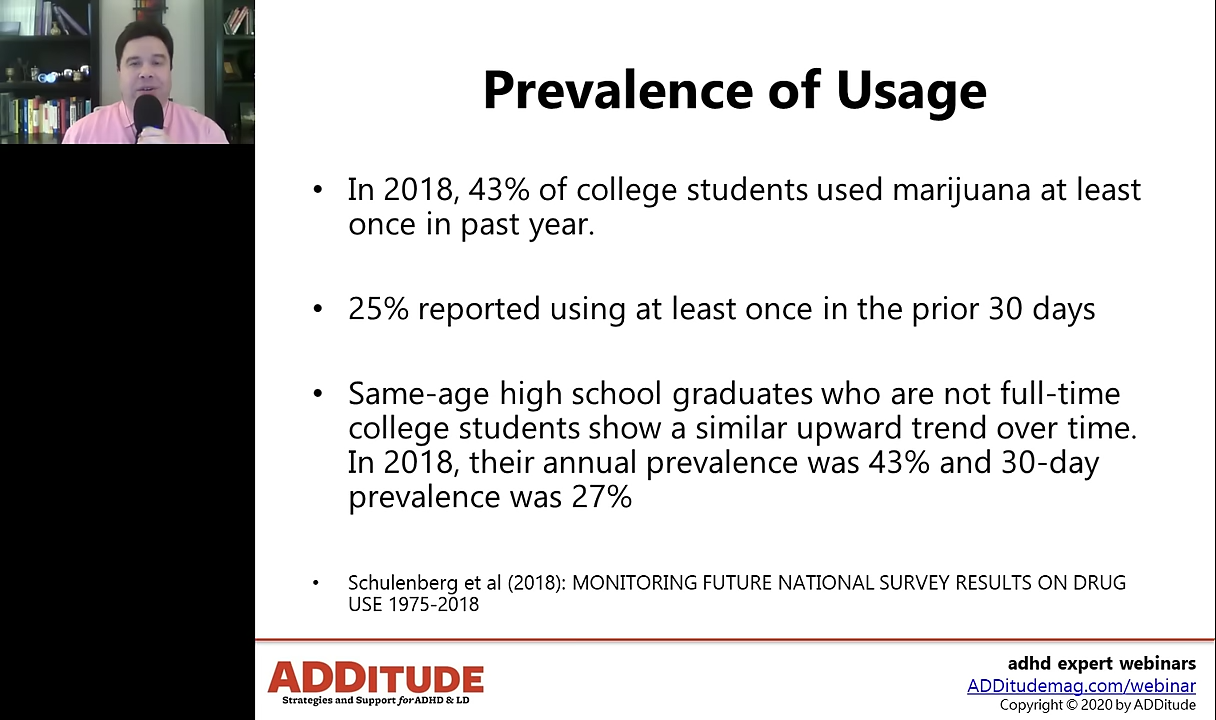 Prevalence of Usage
• In 2018, 43% of college students used marijuana at least
once in past year.
• 25% reported using at least once in the prior 30 days
• Same-age high school graduates who are not full-time
college students show a similar upward trend over time.
In 2018, their annual prevalence was 43% and 30-day
prevalence was 27%
• Schulenberg et al (2018): MONITORING FUTURE NATIONAL SURVEY RESULTS ON DRUG
USE 1975-2018
ADDITUDE
Strategies and Support for ADHD & LD
adhd expert webinars
ADDitudemag.com/webinar
Copyright © 2020 by ADDitude